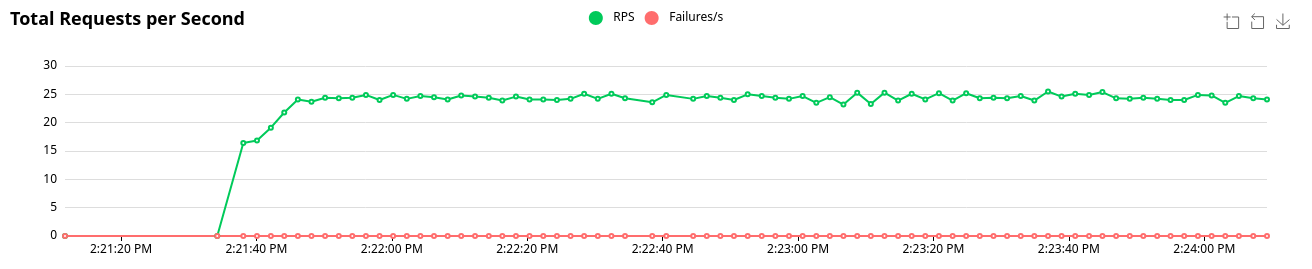 Total Requests per Second
RPS
Failures/s
30
25
20
15
10
5
0
2:21:20 PM
2:21:40 PM
2:22:00 PM
2:22:20 PM
2:22:40 PM
2:23:00 PM
2:23:20 PM
2:23:40 PM
2:24:00 PM